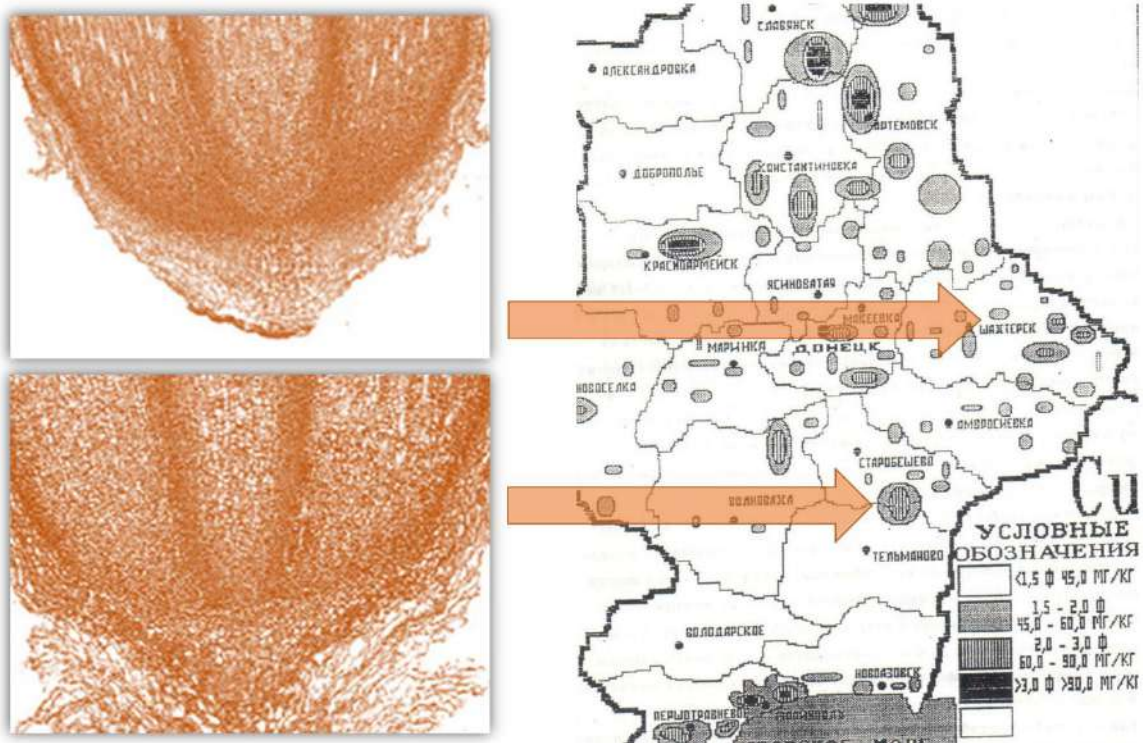 СЛАВЯНСК
АЛЕКСАНДРОВКА
АРТЕМОВСК
КОНСТАНТИНОВКА
ДОБРОПОЛЬЕ
КРАСНОАРМЕЙСК
ЯСИНОВАТАЯ
МАКЕЕВКА
ШАХТЕРСК
МАРЬИНКА
ДОНЕЦК
НОВОСЕЛКА
АМВРОСИЕВКА
СТАРОБЕШЕВО
ВОЛНОВАХА
ТЕЛЬМАНОВО
ВОЛОДАРСКОЕ
НОВОАЗОВСК
ПЕРШОТРАВНЕВОЕ
Cu
УСЛОВНЫЕ
ОБОЗНАЧЕНИЯ
<1,5 Ф 45,0 МГ/КГ
1,5 - 2,0 Ф
45,0 - 60,0 МГ/КГ
2,0 - 3,0 Ф
60,0 - 90,0 МГ/КГ
>3,0 Ф >90,0 МГ/КГ